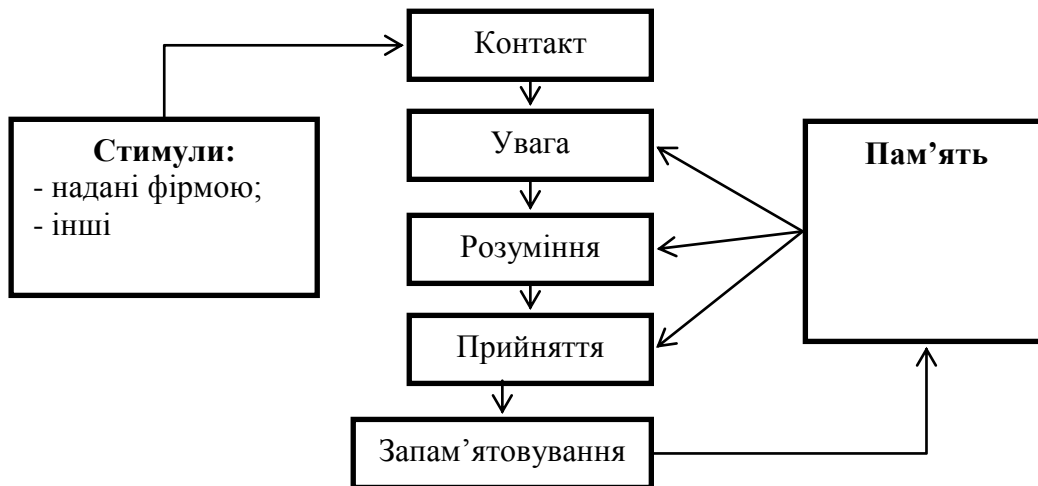 Контакт
Увага
Стимули:
- надані фірмою;
- інші
Пам’ять
Розуміння
Прийняття
Запам’ятовування